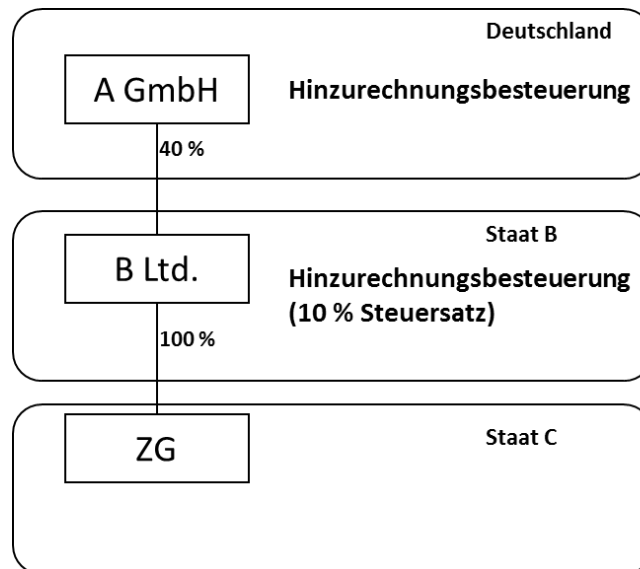 Deutschland
A GmbH
Hinzurechnungsbesteuerung
40 %
Staat B
B Ltd.
Hinzurechnungsbesteuerung
(10 % Steuersatz)
100 %
Staat C
ZG